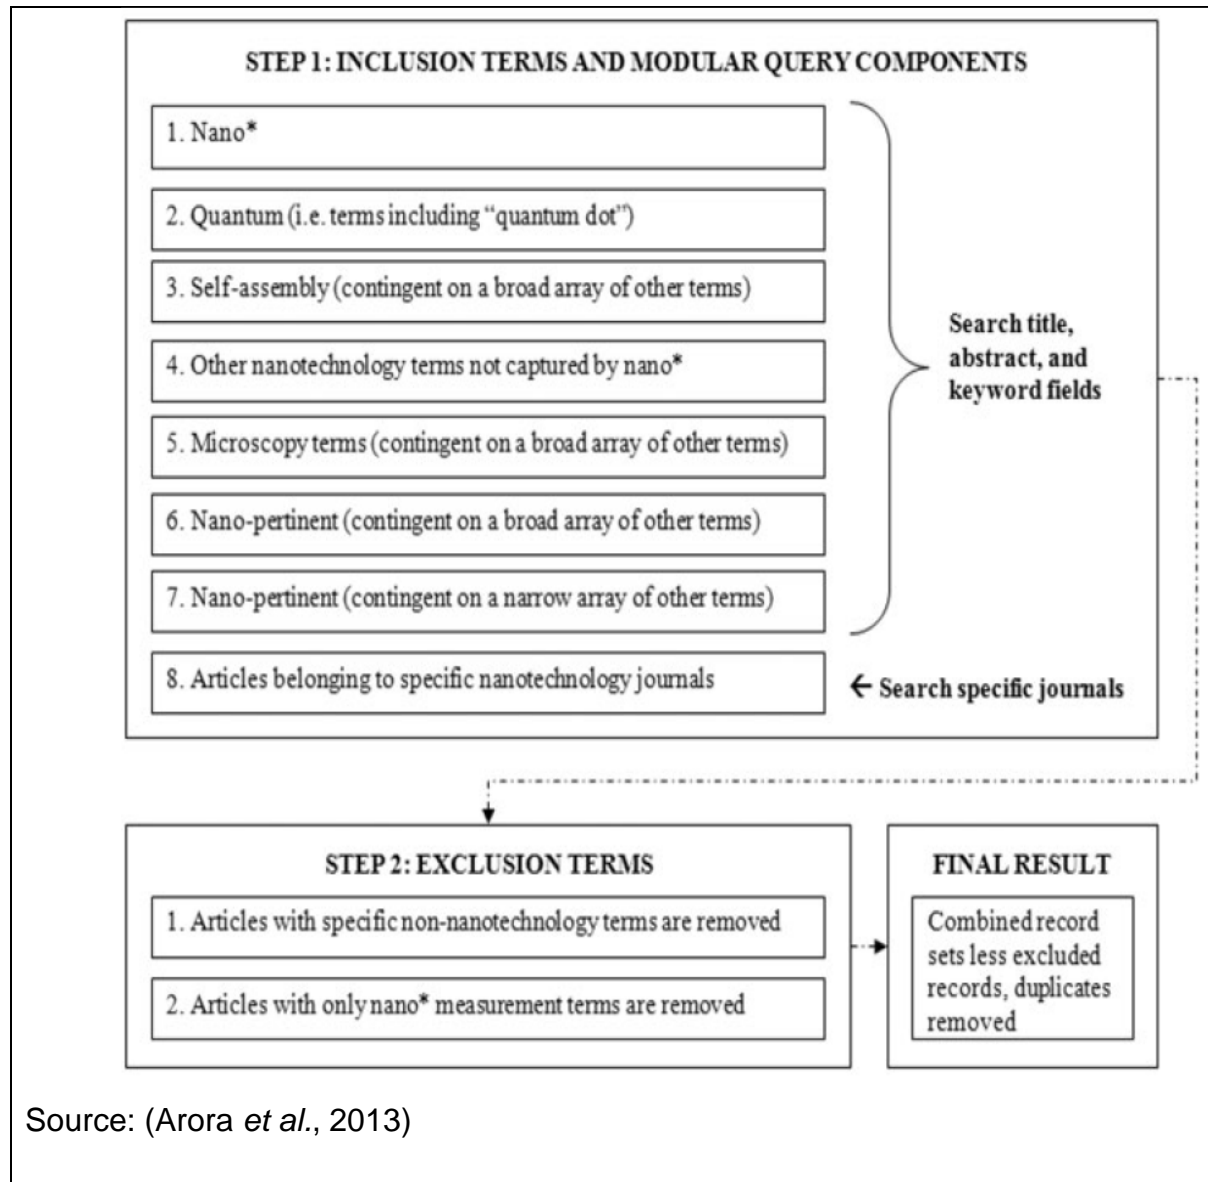 STEP 1: INCLUSION TERMS AND MODULAR QUERY COMPONENTS
1. Nano*
2. Quantum (i.e. terms including “quantum dot”)
3. Self-assembly (contingent on a broad array of other terms)
4. Other nanotechnology terms not captured by nano*
5. Microscopy terms (contingent on a broad array of other terms)
6. Nano-pertinent (contingent on a broad array of other terms)
7. Nano-pertinent (contingent on a narrow array of other terms)
Search title,
abstract, and
keyword fields
8. Articles belonging to specific nanotechnology journals
← Search specific journals
STEP 2: EXCLUSION TERMS
1. Articles with specific non-nanotechnology terms are removed
2. Articles with only nano* measurement terms are removed
FINAL RESULT
Combined record
sets less excluded
records, duplicates
removed
Source: (Arora et al., 2013)